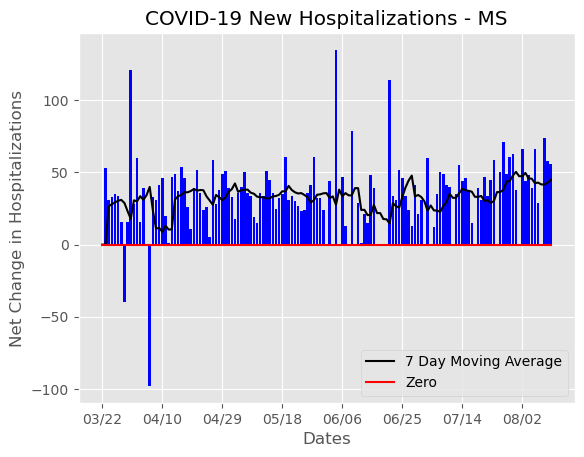 COVID-19 New Hospitalizations - MS
Net Change in Hospitalizations
100
50
0
−50
−100
7 Day Moving Average
Zero
03/22 04/10 04/29 05/18 06/06 06/25 07/14 08/02
Dates